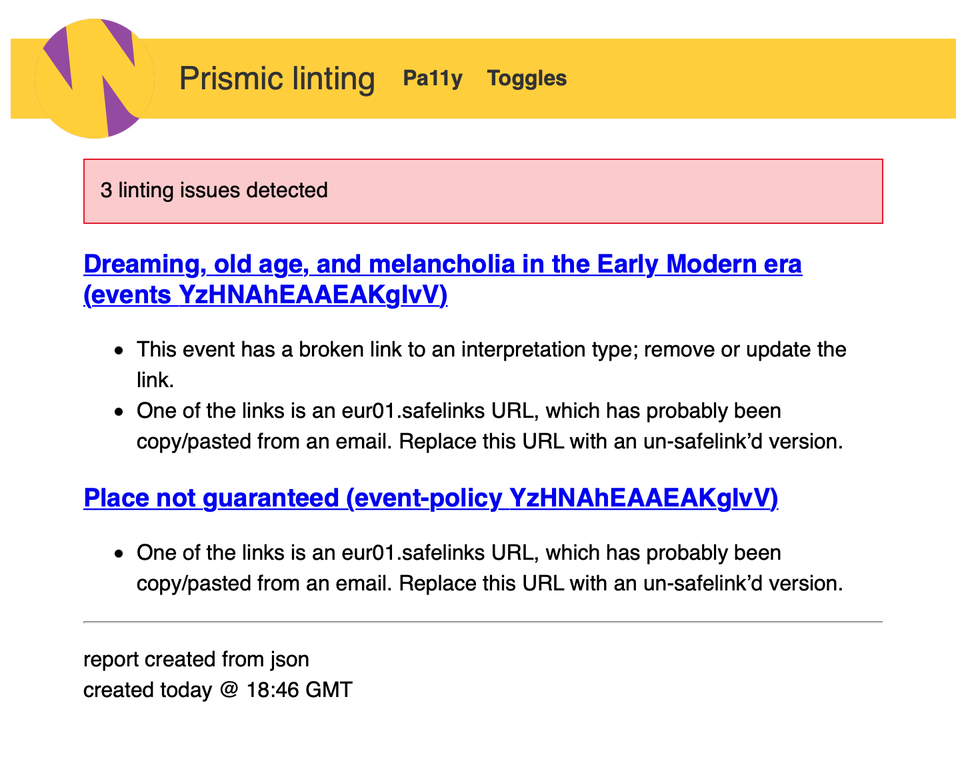 Prismic linting Pa11y Toggles
3 linting issues detected
Dreaming, old age, and melancholia in the Early Modern era
(events YzHNAhEAAEAKgIvV)
• This event has a broken link to an interpretation type; remove or update the
link.
• One of the links is an eur01.safelinks URL, which has probably been
copy/pasted from an email. Replace this URL with an un-safelink’d version.
Place not guaranteed (event-policy YzHNAhEAAEAKgIvV)
• One of the links is an eur01.safelinks URL, which has probably been
copy/pasted from an email. Replace this URL with an un-safelink’d version.
report created from json
created today @ 18:46 GMT